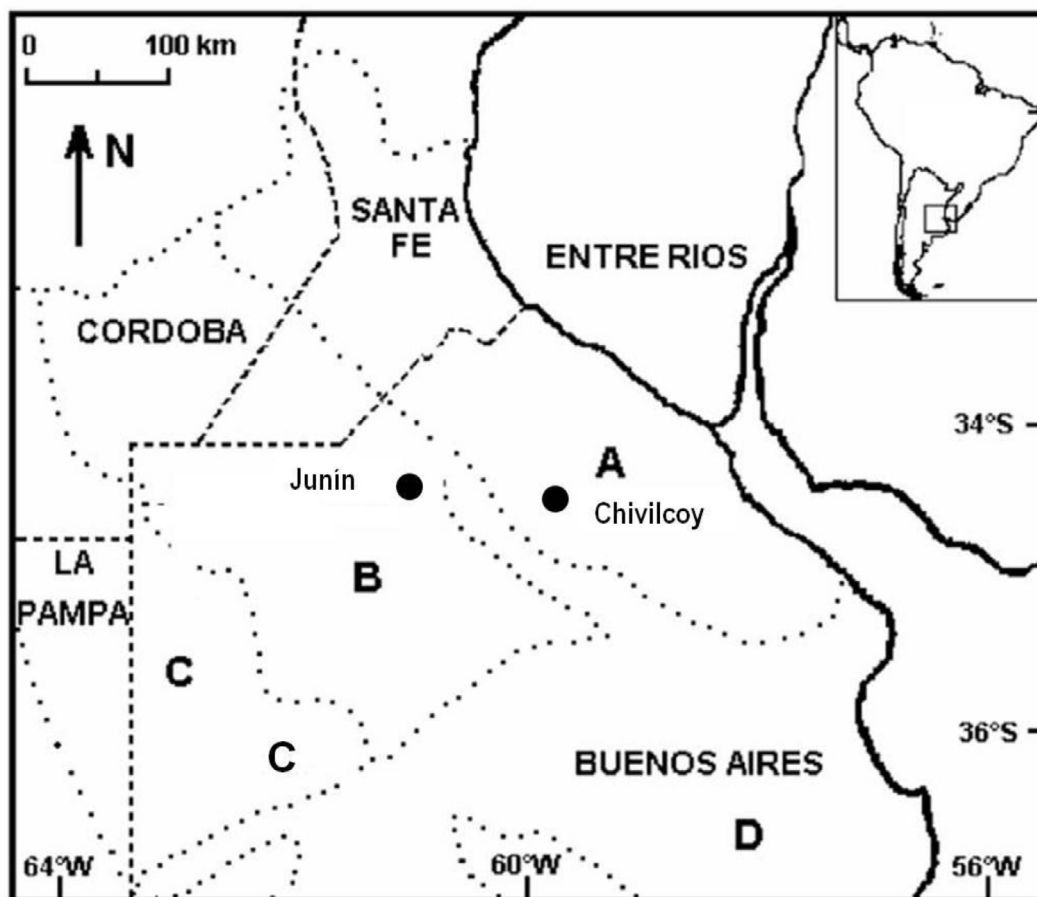 0 100 km
N
SANTA
FE
ENTRE RIOS
CORDOBA
34°S
A
Junín
Chivilcoy
LA
PAMPA
B
C
36°S
C
BUENOS AIRES
D
64°W
60°W
56°W